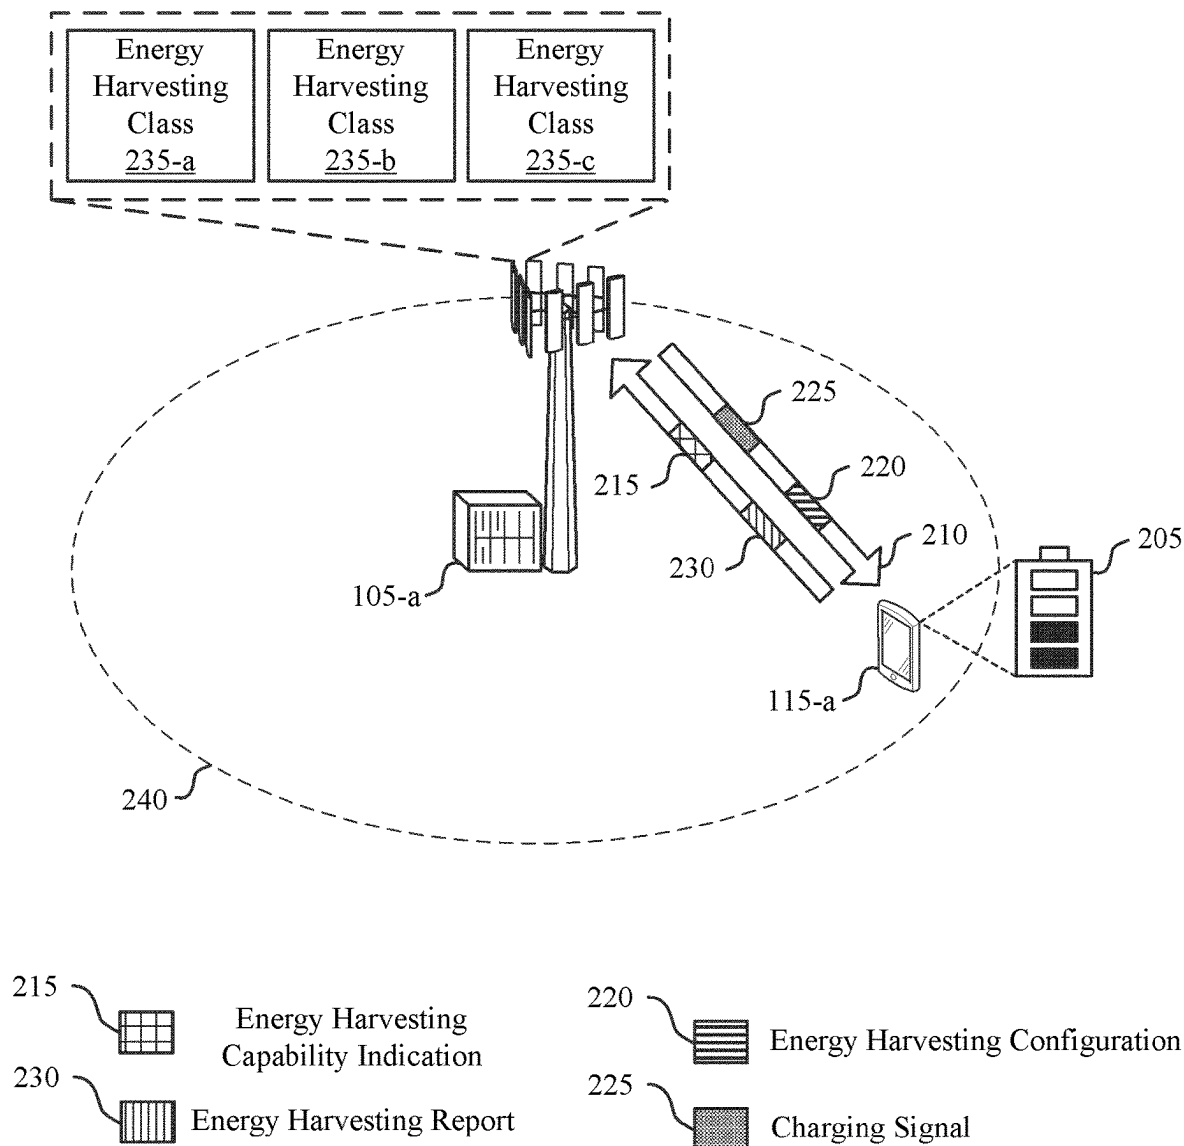 Energy
Harvesting
Class
235-a
Energy
Harvesting
Class
235-b
Energy
Harvesting
Class
235-c
225
220
215
210
230
205
105-a
115-a
240
215
Energy Harvesting
Capability Indication
220
Energy Harvesting Configuration
230
Energy Harvesting Report
225
Charging Signal